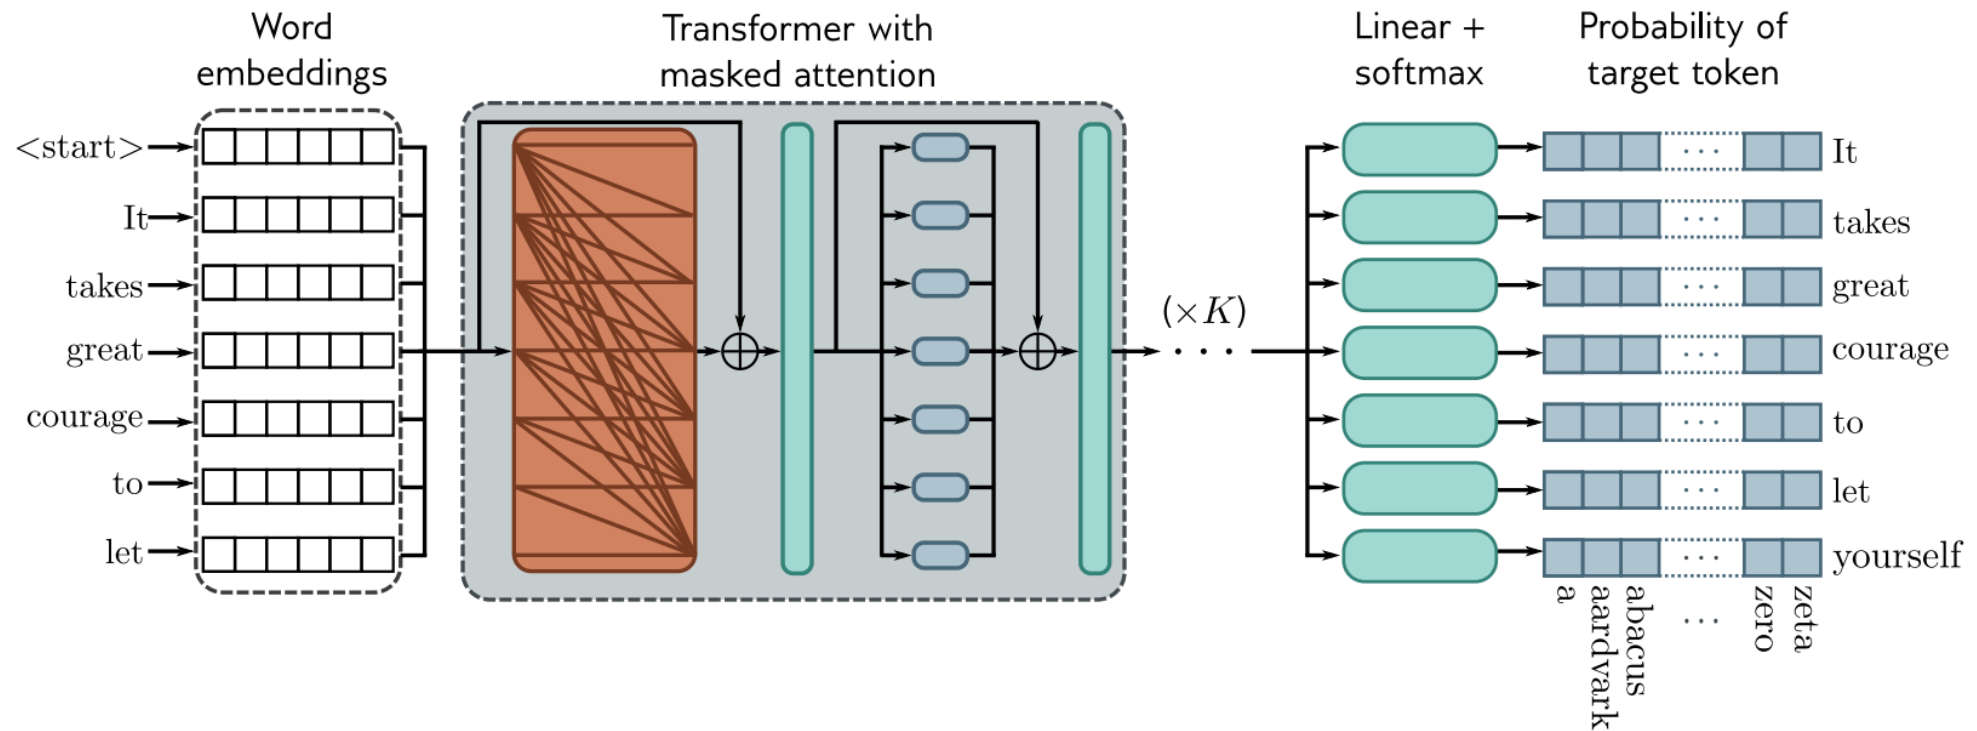 Word
embeddings
Transformer with
masked attention
Linear +
softmax
Probability of
target token
<start>
It
takes
great
courage
to
let
(×K)
· · ·
It
takes
great
courage
to
let
yourself
· · ·
· · ·
· · ·
· · ·
· · ·
· · ·
· · ·
a
aardvark
abacus
· · ·
zero
zeta